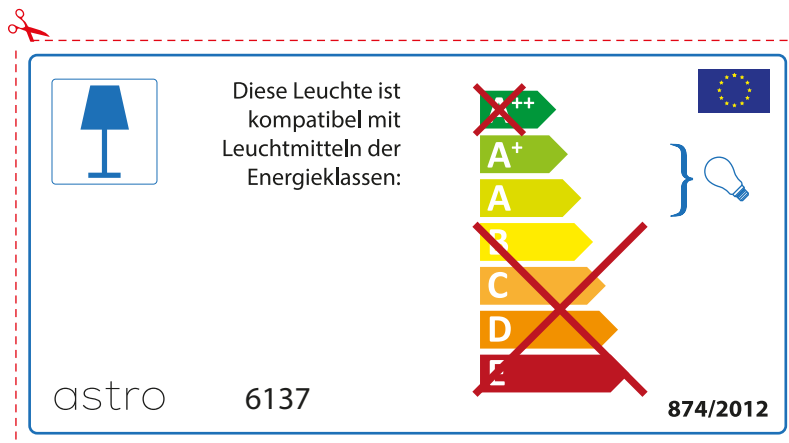 Diese Leuchte ist
kompatibel mit
Leuchtmitteln der
Energieklassen:
A++
A+
A
B
C
D
E
astro
6137
874/2012